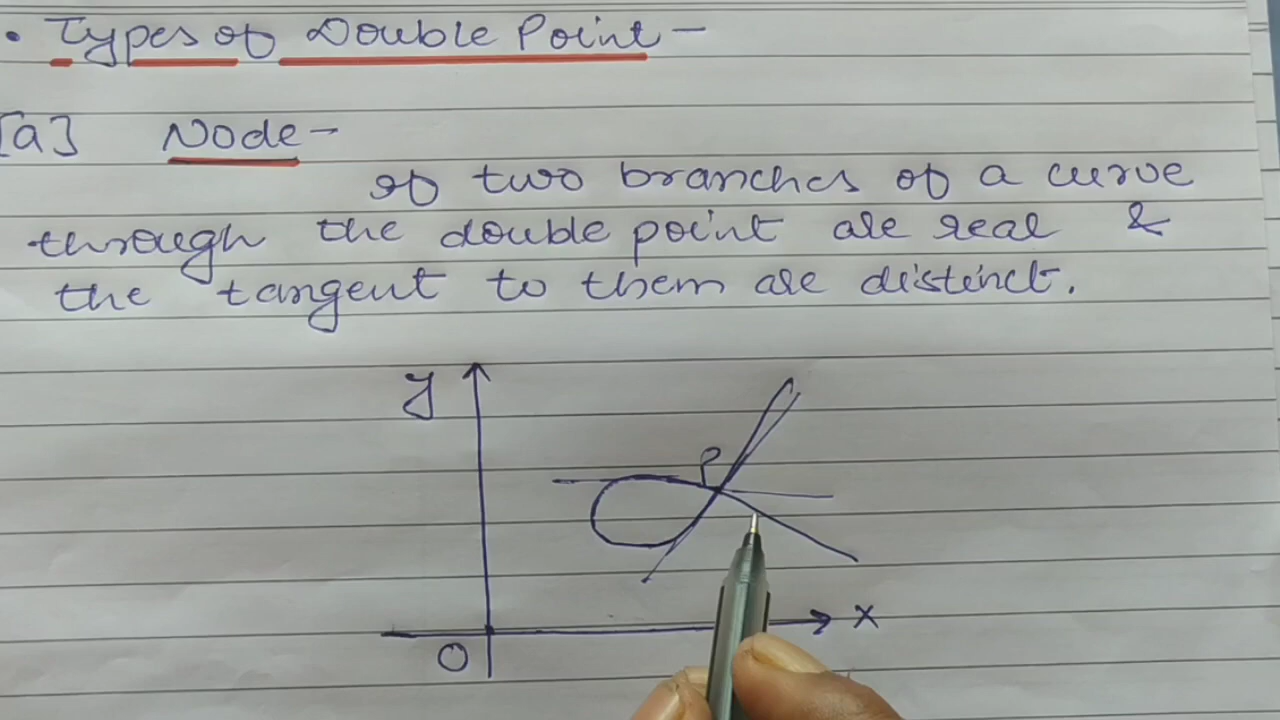 • Types of Double Point -
[a] Node -
If two branches of a curve
through the double point are real &
the tangent to them are distinct.
y
P
x
O